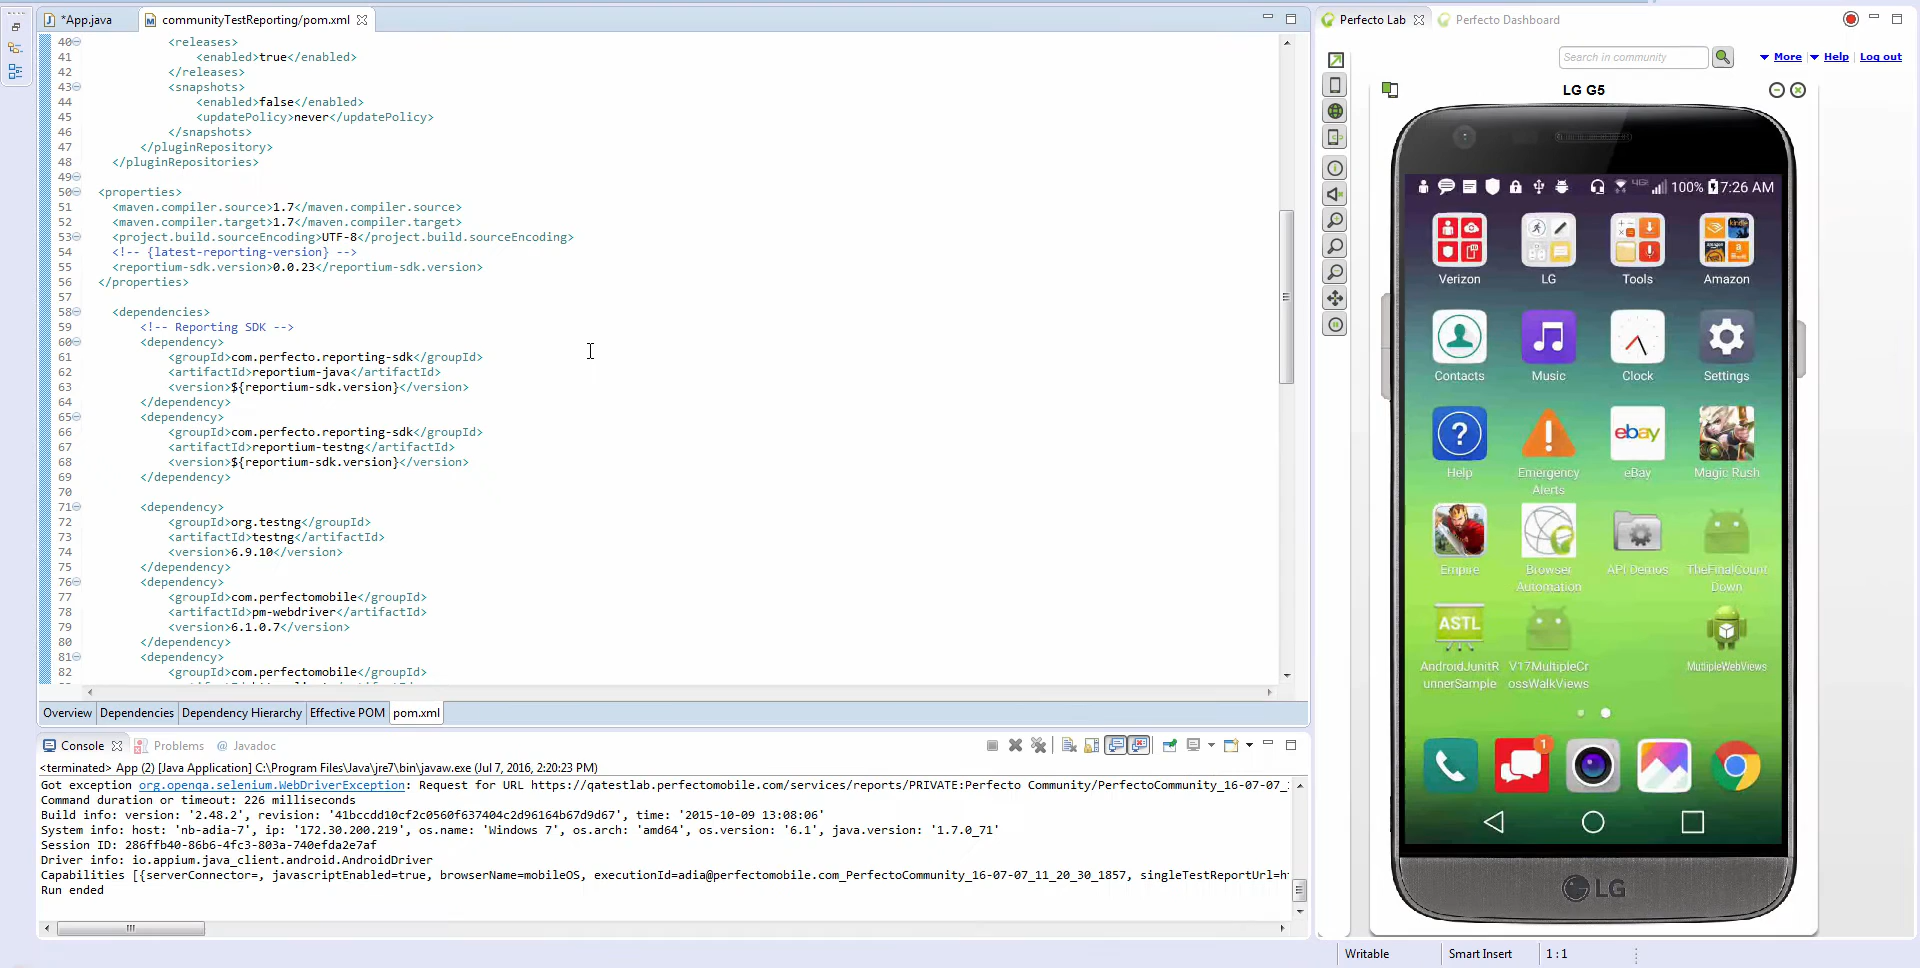 *App.java
communityTestReporting/pom.xml
Perfecto Lab
Perfecto Dashboard
40 <releases>
41 <enabled>true</enabled>
42 </releases>
43 <snapshots>
44 <enabled>false</enabled>
45 <updatePolicy>never</updatePolicy>
46 </snapshots>
47 </pluginRepository>
48 </pluginRepositories>
49
50 <properties>
51 <maven.compiler.source>1.7</maven.compiler.source>
52 <maven.compiler.target>1.7</maven.compiler.target>
53 <project.build.sourceEncoding>UTF-8</project.build.sourceEncoding>
54 <!-- {latest-reporting-version} -->
55 <reportium-sdk.version>0.0.23</reportium-sdk.version>
56 </properties>
57
58 <dependencies>
59 <!-- Reporting SDK -->
60 <dependency>
61 <groupId>com.perfecto.reporting-sdk</groupId>
62 <artifactId>reportium-java</artifactId>
63 <version>${reportium-sdk.version}</version>
64 </dependency>
65 <dependency>
66 <groupId>com.perfecto.reporting-sdk</groupId>
67 <artifactId>reportium-testng</artifactId>
68 <version>${reportium-sdk.version}</version>
69 </dependency>
70
71 <dependency>
72 <groupId>org.testng</groupId>
73 <artifactId>testng</artifactId>
74 <version>6.9.10</version>
75 </dependency>
76 <dependency>
77 <groupId>com.perfectomobile</groupId>
78 <artifactId>pm-webdriver</artifactId>
79 <version>6.1.0.7</version>
80 </dependency>
81 <dependency>
82 <groupId>com.perfectomobile</groupId>
Overview Dependencies Dependency Hierarchy Effective POM pom.xml
Console Problems @ Javadoc
<terminated> App (2) [Java Application] C:\Program Files\Java\jre7\bin\javaw.exe (Jul 7, 2016, 2:20:23 PM)
Got exception org.openqa.selenium.WebDriverException: Request for URL https://qatestlab.perfectomobile.com/services/reports/PRIVATE:Perfecto Community/PerfectoCommunity_16-07-07_
Command duration or timeout: 226 milliseconds
Build info: version: '2.48.2', revision: '41bccdd10cf2c0560f637404c2d96164b67d9d67', time: '2015-10-09 13:08:06'
System info: host: 'nb-adia-7', ip: '172.30.200.219', os.name: 'Windows 7', os.arch: 'amd64', os.version: '6.1', java.version: '1.7.0_71'
Session ID: 286ffb40-86b6-4fc3-803a-740efda2e7af
Driver info: io.appium.java_client.android.AndroidDriver
Capabilities [{serverConnector=, javascriptEnabled=true, browserName=mobileOS, executionId=adia@perfectomobile.com_PerfectoCommunity_16-07-07_11_20_30_1857, singleTestReportUrl=h
Run ended
Search in community
More Help Log out
LG G5
4G 100% 7:26 AM
Verizon LG Tools Amazon
Contacts Music Clock Settings
?
ebay
Help Emergency Alerts eBay Magic Rush
Empire Browser Automation API Demos TheFinalCount Down
ASTL
AndroidJunitR unnerSample V17MultipleCr ossWalkViews MutlipleWebViews
1
LG
Writable Smart Insert 1 : 1